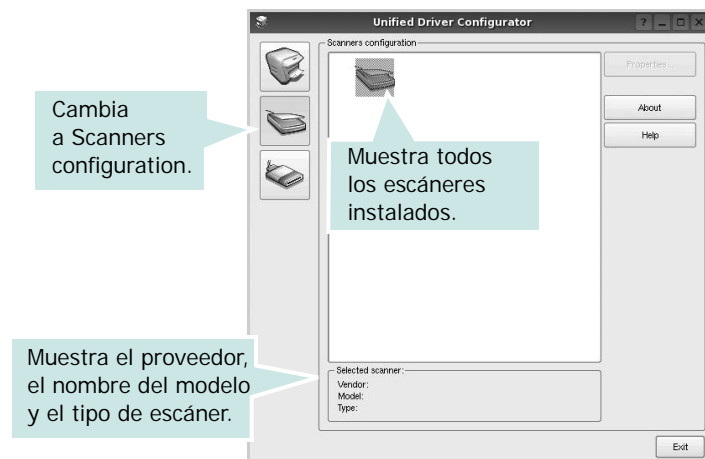 Unified Driver Configurator
Scanners configuration
Properties...
About
Help
Cambia
a Scanners
configuration.
Muestra todos
los escáneres
instalados.
Muestra el proveedor,
el nombre del modelo
y el tipo de escáner.
Selected scanner:
Vendor:
Model:
Type:
Exit